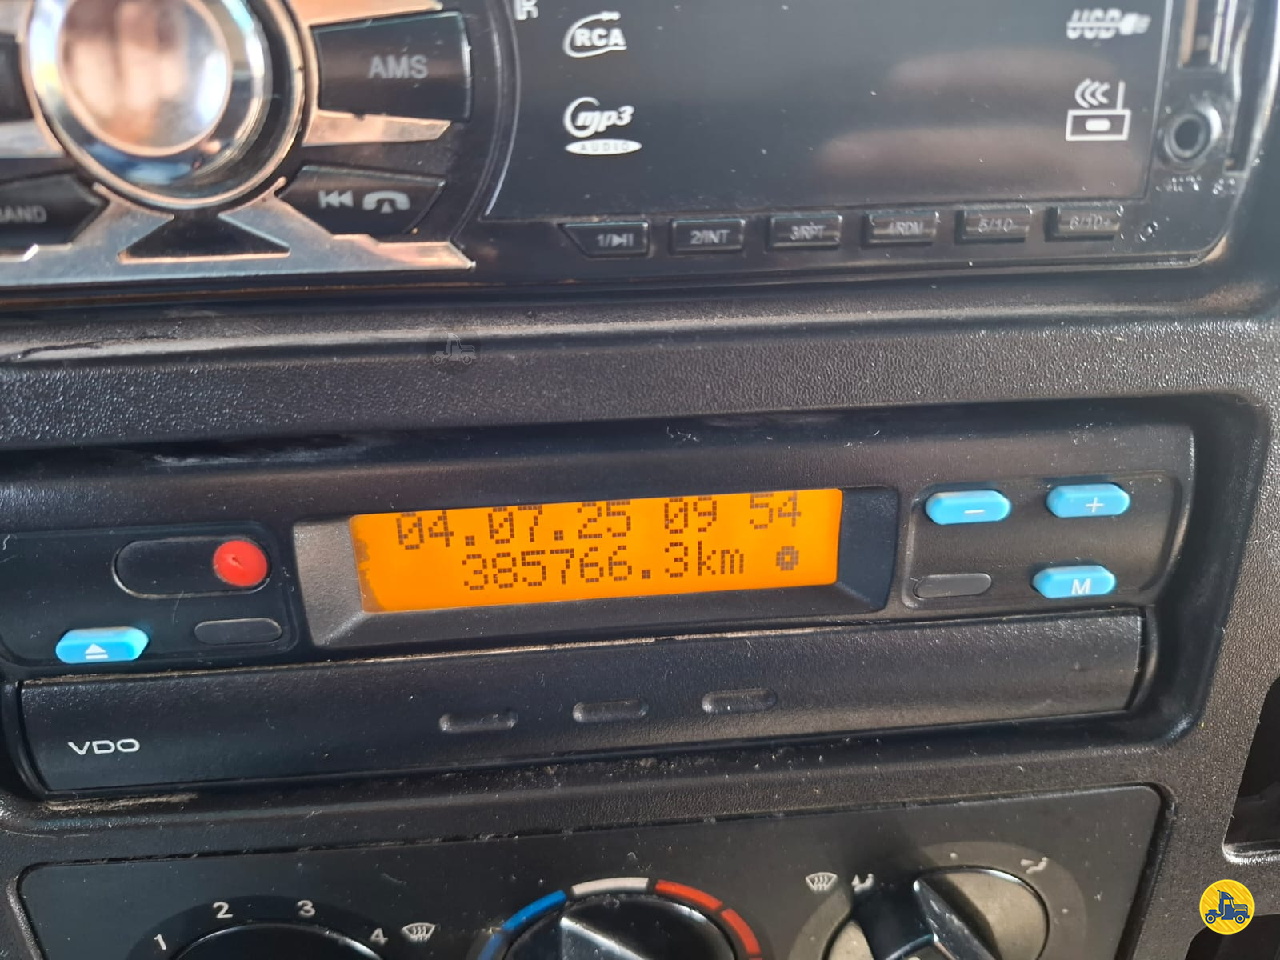 AMS
RCA
mp3
AUDIO
USB
1/▶II
2/INT
3/RPT
4/RDM
5/10-
6/10+
04.07.25 09 54
385766.3km
-
+
M
VDO
1
2
3
4